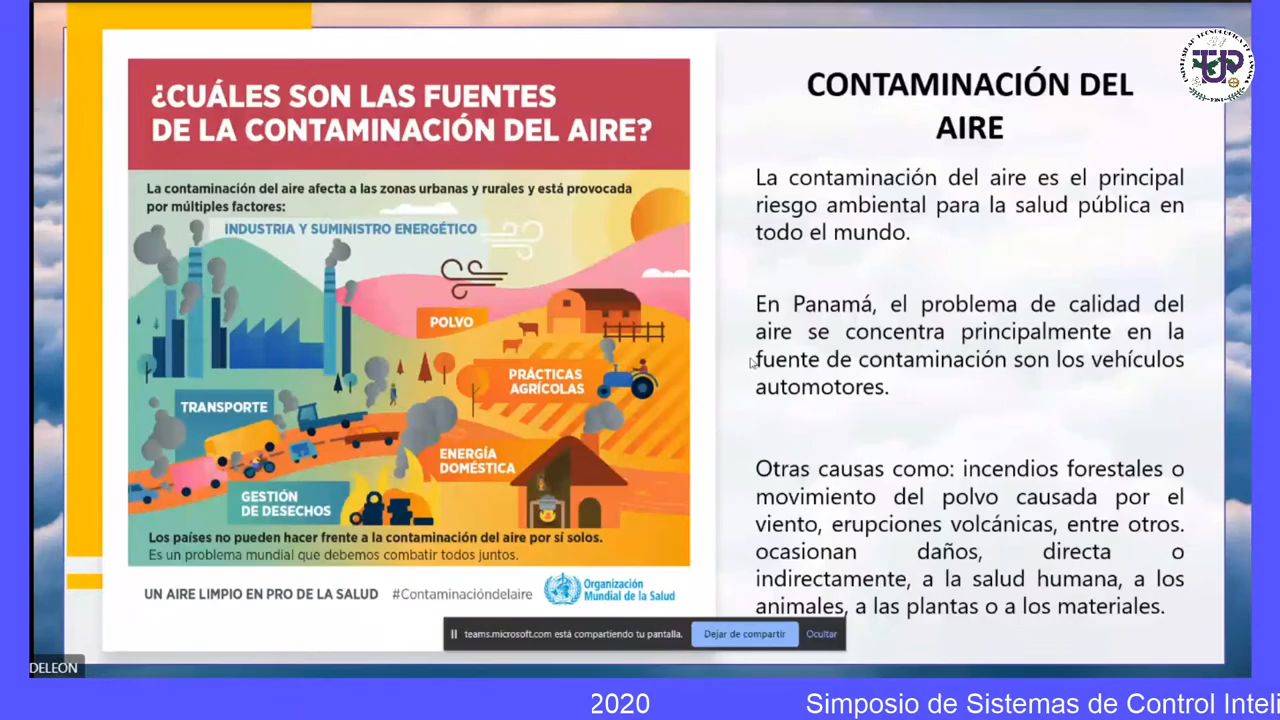 ¿CUÁLES SON LAS FUENTES
DE LA CONTAMINACIÓN DEL AIRE?
La contaminación del aire afecta a las zonas urbanas y rurales y está provocada
por múltiples factores:
INDUSTRIA Y SUMINISTRO ENERGÉTICO
POLVO
PRÁCTICAS
AGRÍCOLAS
TRANSPORTE
ENERGÍA
DOMÉSTICA
GESTIÓN
DE DESECHOS
Los países no pueden hacer frente a la contaminación del aire por sí solos.
Es un problema mundial que debemos combatir todos juntos.
UN AIRE LIMPIO EN PRO DE LA SALUD #Contaminacióndelaire
Organización
Mundial de la Salud
CONTAMINACIÓN DEL
AIRE
La contaminación del aire es el principal
riesgo ambiental para la salud pública en
todo el mundo.
En Panamá, el problema de calidad del
aire se concentra principalmente en la
fuente de contaminación son los vehículos
automotores.
Otras causas como: incendios forestales o
movimiento del polvo causada por el
viento, erupciones volcánicas, entre otros.
ocasionan daños, directa o
indirectamente, a la salud humana, a los
animales, a las plantas o a los materiales.
teams.microsoft.com está compartiendo tu pantalla. Dejar de compartir Ocultar
DELEON
2020 Simposio de Sistemas de Control Inteli